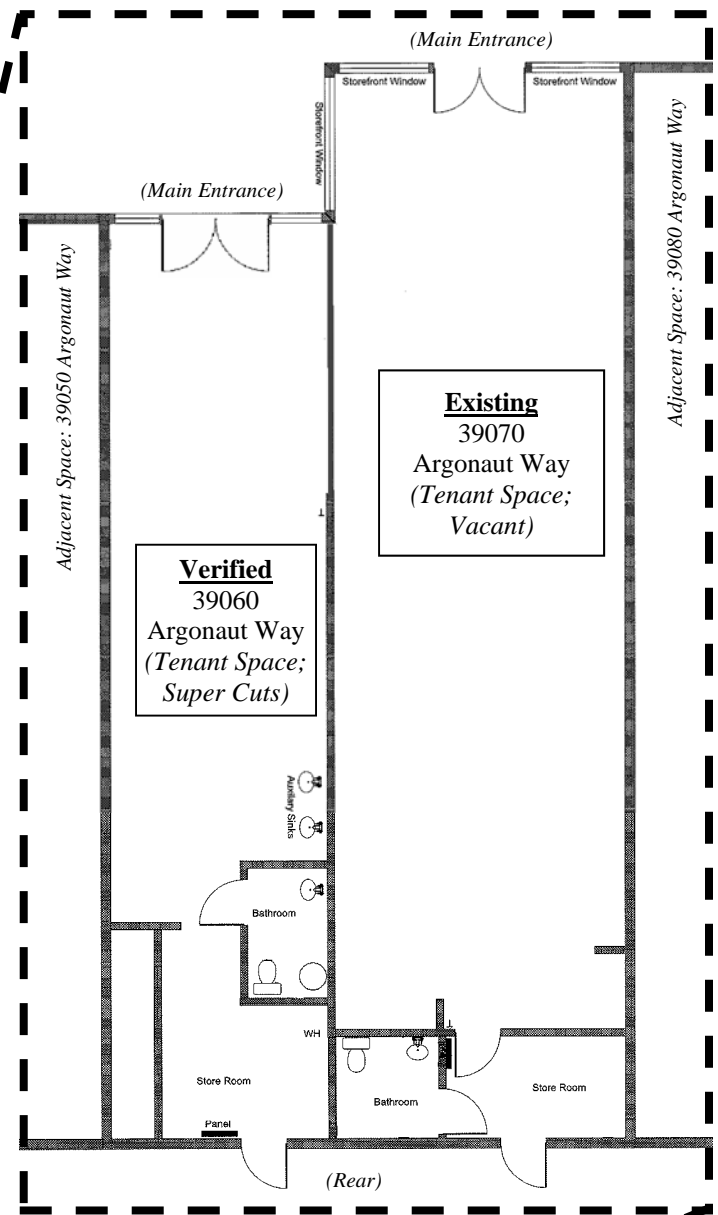 (Main Entrance)
Storefront Window
Storefront Window
Storefront Window
(Main Entrance)
Adjacent Space: 39050 Argonaut Way
Adjacent Space: 39080 Argonaut Way
Existing
39070
Argonaut Way
(Tenant Space;
Vacant)
Verified
39060
Argonaut Way
(Tenant Space;
Super Cuts)
Auxiliary Sinks
Bathroom
WH
Store Room
Panel
Bathroom
Store Room
(Rear)